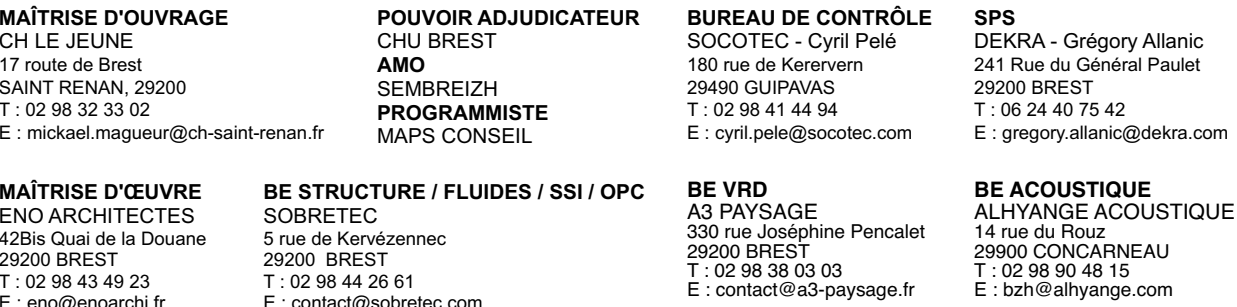 MAÎTRISE D'OUVRAGE
CH LE JEUNE
17 route de Brest
SAINT RENAN, 29200
T : 02 98 32 33 02
E : mickael.magueur@ch-saint-renan.fr
POUVOIR ADJUDICATEUR
CHU BREST
AMO
SEMBREIZH
PROGRAMMISTE
MAPS CONSEIL
BUREAU DE CONTRÔLE
SOCOTEC - Cyril Pelé
180 rue de Kerervern
29490 GUIPAVAS
T : 02 98 41 44 94
E : cyril.pele@socotec.com
SPS
DEKRA - Grégory Allanic
241 Rue du Général Paulet
29200 BREST
T : 06 24 40 75 42
E : gregory.allanic@dekra.com
MAÎTRISE D'ŒUVRE
ENO ARCHITECTES
42Bis Quai de la Douane
29200 BREST
T : 02 98 43 49 23
E : eno@enoarchi.fr
BE STRUCTURE / FLUIDES / SSI / OPC
SOBRETEC
5 rue de Kervézennec
29200 BREST
T : 02 98 44 26 61
E : contact@sobretec.com
BE VRD
A3 PAYSAGE
330 rue Joséphine Pencalet
29200 BREST
T : 02 98 38 03 03
E : contact@a3-paysage.fr
BE ACOUSTIQUE
ALHYANGE ACOUSTIQUE
14 rue du Rouz
29900 CONCARNEAU
T : 02 98 90 48 15
E : bzh@alhyange.com